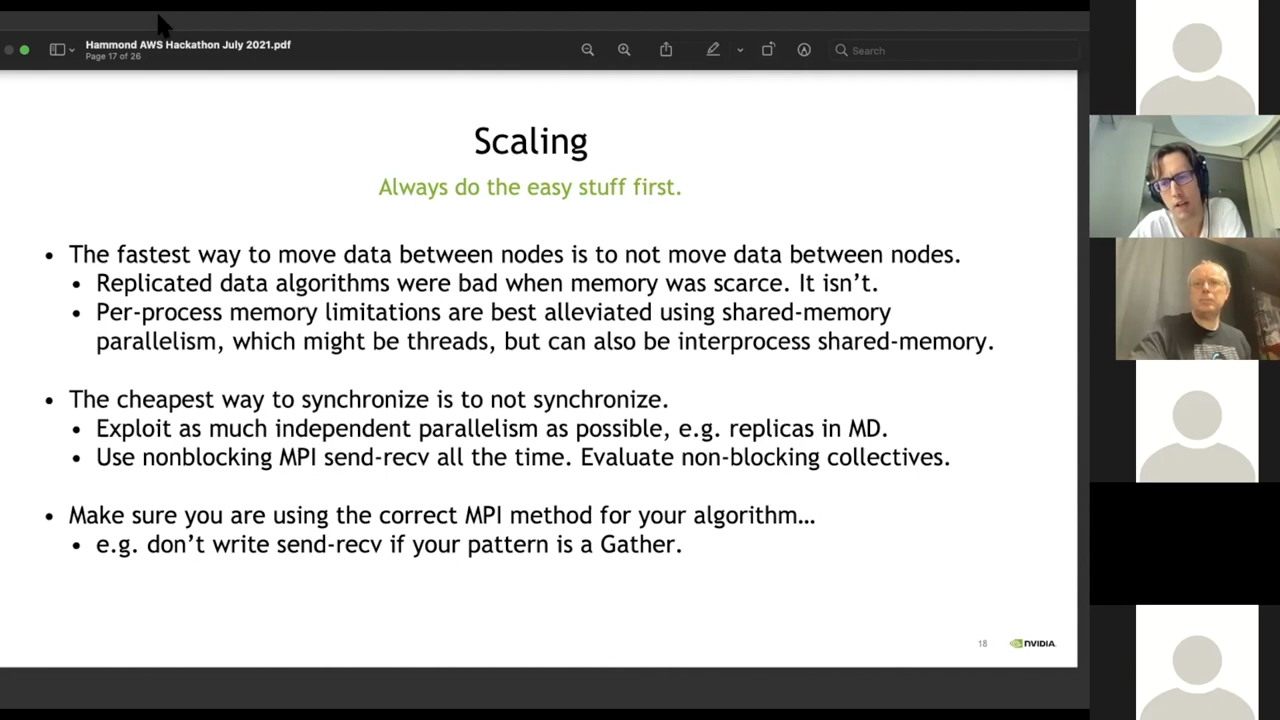 Hammond AWS Hackathon July 2021.pdf
Page 17 of 26
Search
Scaling
Always do the easy stuff first.
• The fastest way to move data between nodes is to not move data between nodes.
• Replicated data algorithms were bad when memory was scarce. It isn't.
• Per-process memory limitations are best alleviated using shared-memory
parallelism, which might be threads, but can also be interprocess shared-memory.
• The cheapest way to synchronize is to not synchronize.
• Exploit as much independent parallelism as possible, e.g. replicas in MD.
• Use nonblocking MPI send-recv all the time. Evaluate non-blocking collectives.
• Make sure you are using the correct MPI method for your algorithm…
• e.g. don't write send-recv if your pattern is a Gather.
18
NVIDIA